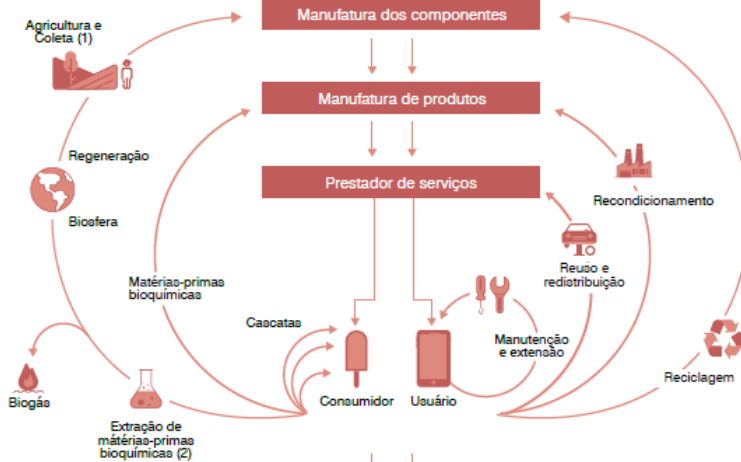 Manufatura dos componentes
Agricultura e
Coleta (1)
Manufatura de produtos
Regeneração
Prestador de serviços
Recondicionamento
Biosfera
Reuso e
redistribuição
Matérias-primas
bioquímicas
Cascatas
Manutenção
e extensão
Reciclagem
Biogás
Consumidor
Usuário
Extração de
mátérias-primas
bioquímicas (2)